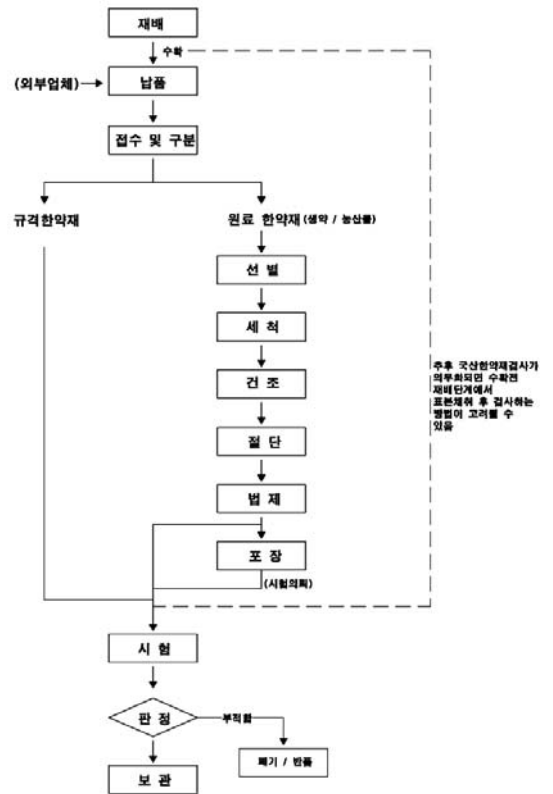 재배
수확
(외부업체)
납품
접수 및 구분
규격한약재
원료 한약재 (생약 / 농산물)
선 별
세 척
건 조
절 단
법 제
포 장
(시험의뢰)
추후 국산한약재검사가
의무화되면 수확전
재배단계에서
표본채취 후 검사하는
방법이 고려될 수
있음
시 험
판 정
부적합
폐기 / 반품
보 관